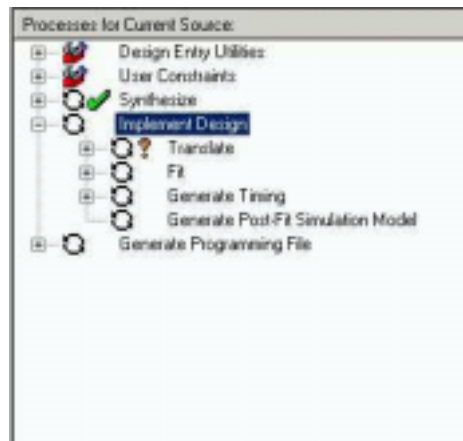 Processes for Current Source:
Design Entry Utilities
User Constraints
Synthesize
Implement Design
Translate
Fit
Generate Timing
Generate Post-Fit Simulation Model
Generate Programming File